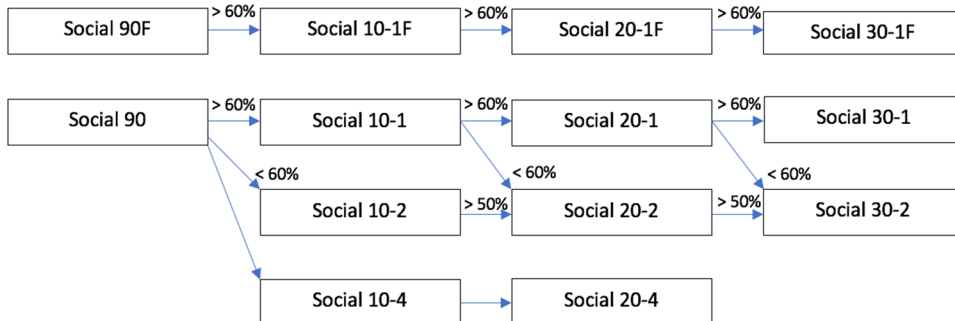 > 60% > 60% > 60%
Social 90F Social 10-1F Social 20-1F Social 30-1F
> 60% > 60% > 60%
Social 90 Social 10-1 Social 20-1 Social 30-1
< 60% < 60% < 60%
Social 10-2 > 50% Social 20-2 > 50% Social 30-2
Social 10-4 Social 20-4